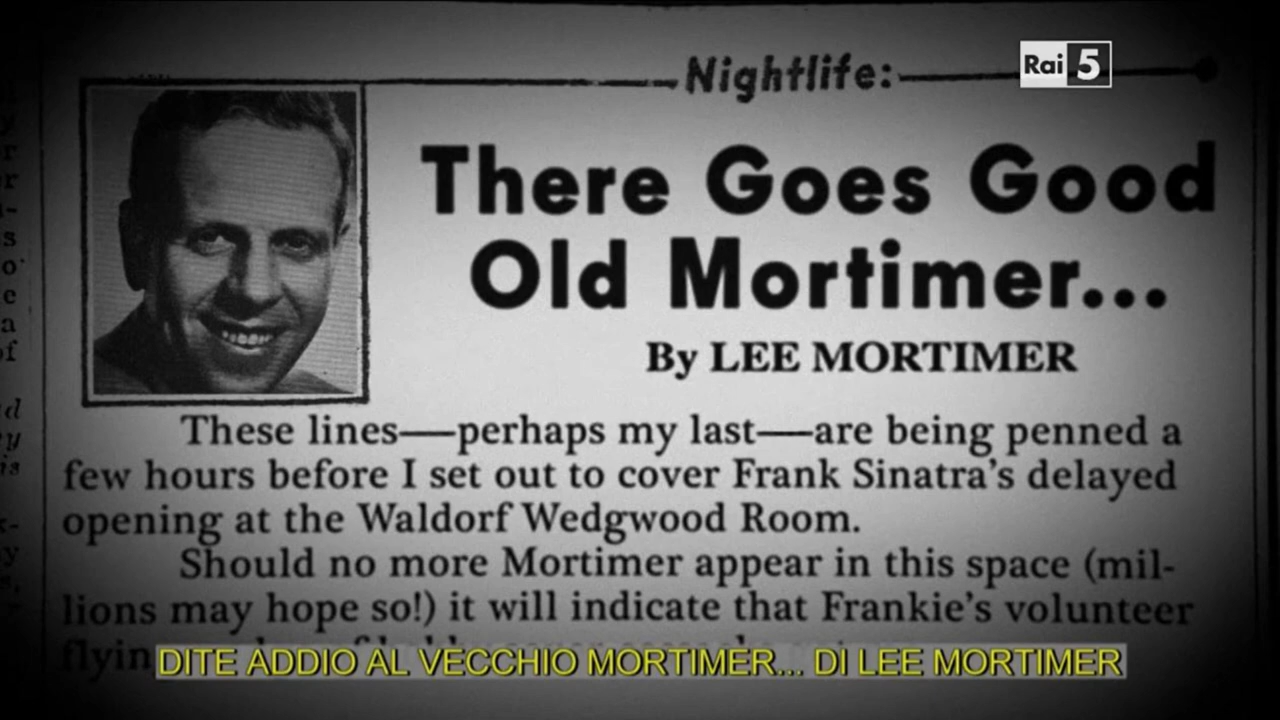 Nightlife:
Rai 5
There Goes Good
Old Mortimer...
By LEE MORTIMER
These lines—perhaps my last—are being penned a
few hours before I set out to cover Frank Sinatra's delayed
opening at the Waldorf Wedgwood Room.
Should no more Mortimer appear in this space (mil-
lions may hope so!) it will indicate that Frankie's volunteer
DITE ADDIO AL VECCHIO MORTIMER... DI LEE MORTIMER